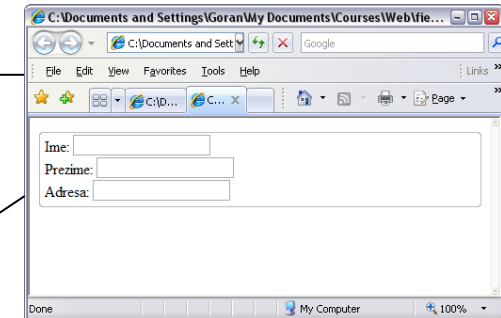 C:\Documents and Settings\Goran\My Documents\Courses\Web\fie...
C:\Documents and Sett
Google
File Edit View Favorites Tools Help
Links »
C:\D... C... X
Page »
Ime:
Prezime:
Adresa:
Done
My Computer
100%